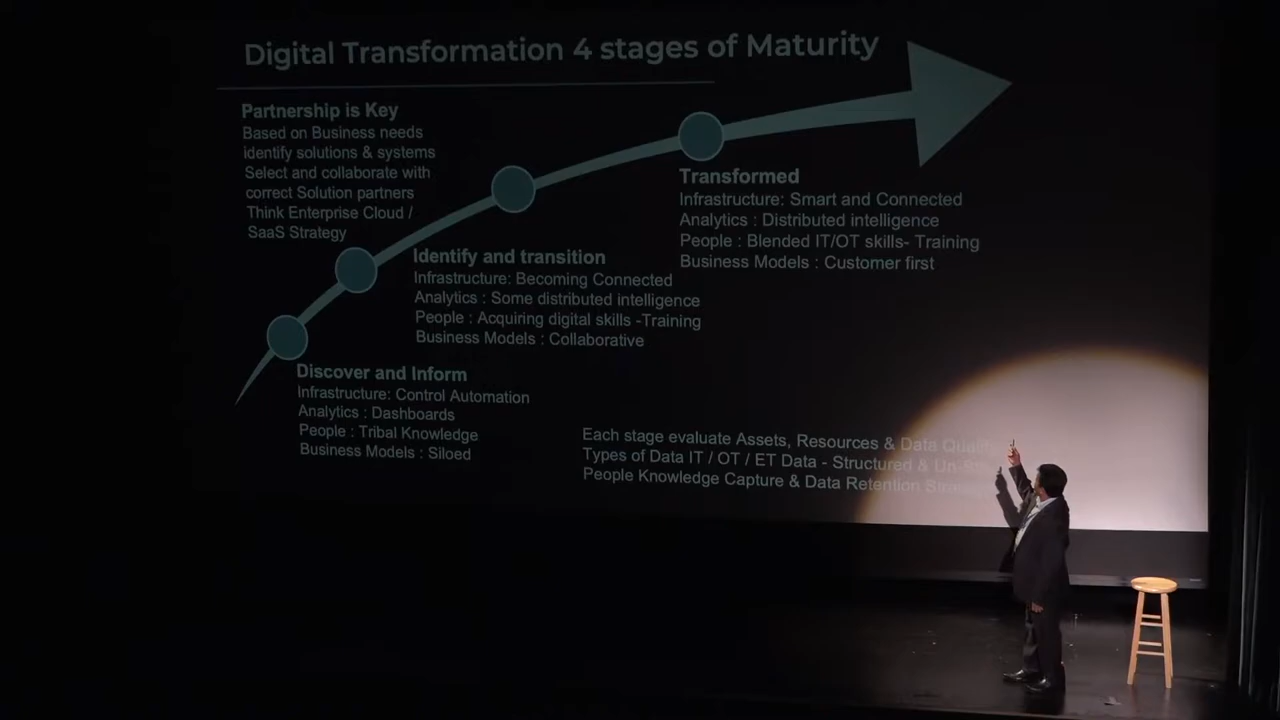 Digital Transformation 4 stages of Maturity
Partnership is Key
Based on Business needs
identify solutions & systems
Select and collaborate with
correct Solution partners
Think Enterprise Cloud /
SaaS Strategy
Transformed
Infrastructure: Smart and Connected
Analytics : Distributed intelligence
People : Blended IT/OT skills- Training
Business Models : Customer first
Identify and transition
Infrastructure: Becoming Connected
Analytics : Some distributed intelligence
People : Acquiring digital skills -Training
Business Models : Collaborative
Discover and Inform
Infrastructure: Control Automation
Analytics : Dashboards
People : Tribal Knowledge
Business Models : Siloed
Each stage evaluate Assets, Resources & Data
Types of Data IT / OT / ET Data - Structured &
People Knowledge Capture & Data Retention